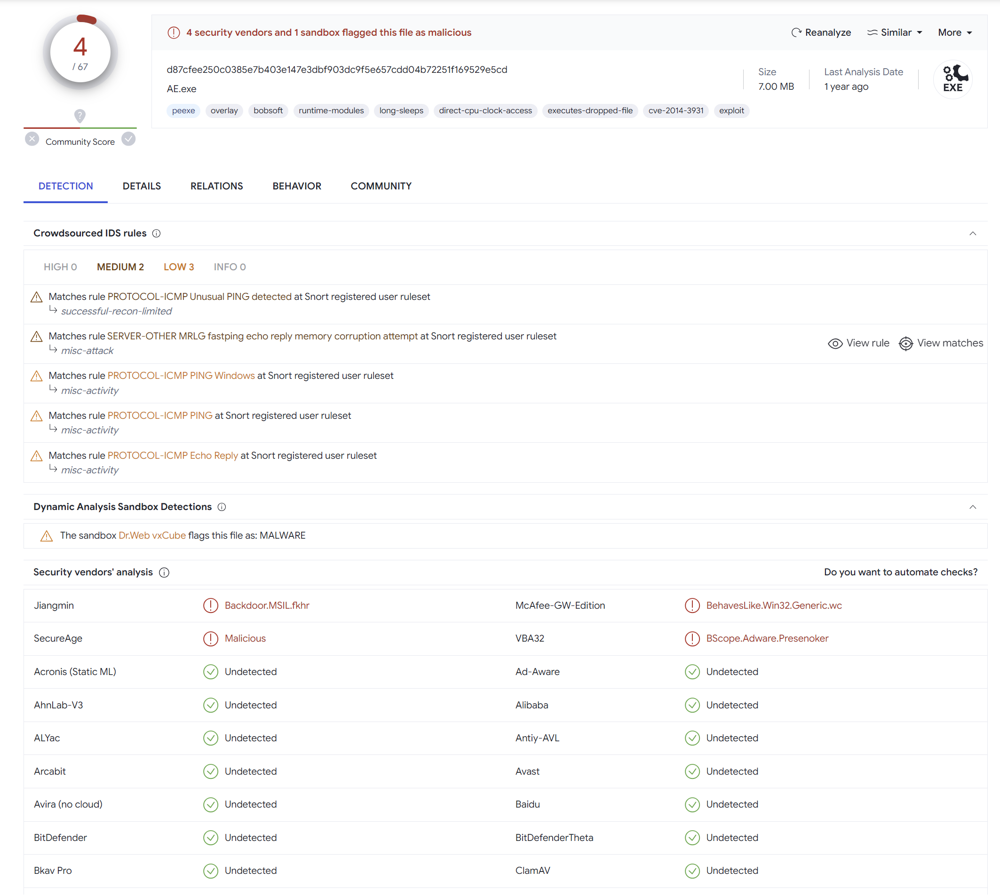 4
/ 67
Community Score
4 security vendors and 1 sandbox flagged this file as malicious
Reanalyze
Similar
More
d87cfee250c0385e7b403e147e3dbf903dc9f5e657cdd04b72251f169529e5cd
AE.exe
Size
7.00 MB
Last Analysis Date
1 year ago
EXE
peexe
overlay
bobsoft
runtime-modules
long-sleeps
direct-cpu-clock-access
executes-dropped-file
cve-2014-3931
exploit
DETECTION
DETAILS
RELATIONS
BEHAVIOR
COMMUNITY
Crowdsourced IDS rules
HIGH 0
MEDIUM 2
LOW 3
INFO 0
Matches rule PROTOCOL-ICMP Unusual PING detected at Snort registered user ruleset
successful-recon-limited
Matches rule SERVER-OTHER MRLG fastping echo reply memory corruption attempt at Snort registered user ruleset
misc-attack
View rule
View matches
Matches rule PROTOCOL-ICMP PING Windows at Snort registered user ruleset
misc-activity
Matches rule PROTOCOL-ICMP PING at Snort registered user ruleset
misc-activity
Matches rule PROTOCOL-ICMP Echo Reply at Snort registered user ruleset
misc-activity
Dynamic Analysis Sandbox Detections
The sandbox Dr.Web vxCube flags this file as: MALWARE
Security vendors' analysis
Do you want to automate checks?
Jiangmin
Backdoor.MSIL.fkhr
McAfee-GW-Edition
BehavesLike.Win32.Generic.wc
SecureAge
Malicious
VBA32
BScope.Adware.Presenoker
Acronis (Static ML)
Undetected
Ad-Aware
Undetected
AhnLab-V3
Undetected
Alibaba
Undetected
ALYac
Undetected
Antiy-AVL
Undetected
Arcabit
Undetected
Avast
Undetected
Avira (no cloud)
Undetected
Baidu
Undetected
BitDefender
Undetected
BitDefenderTheta
Undetected
Bkav Pro
Undetected
ClamAV
Undetected